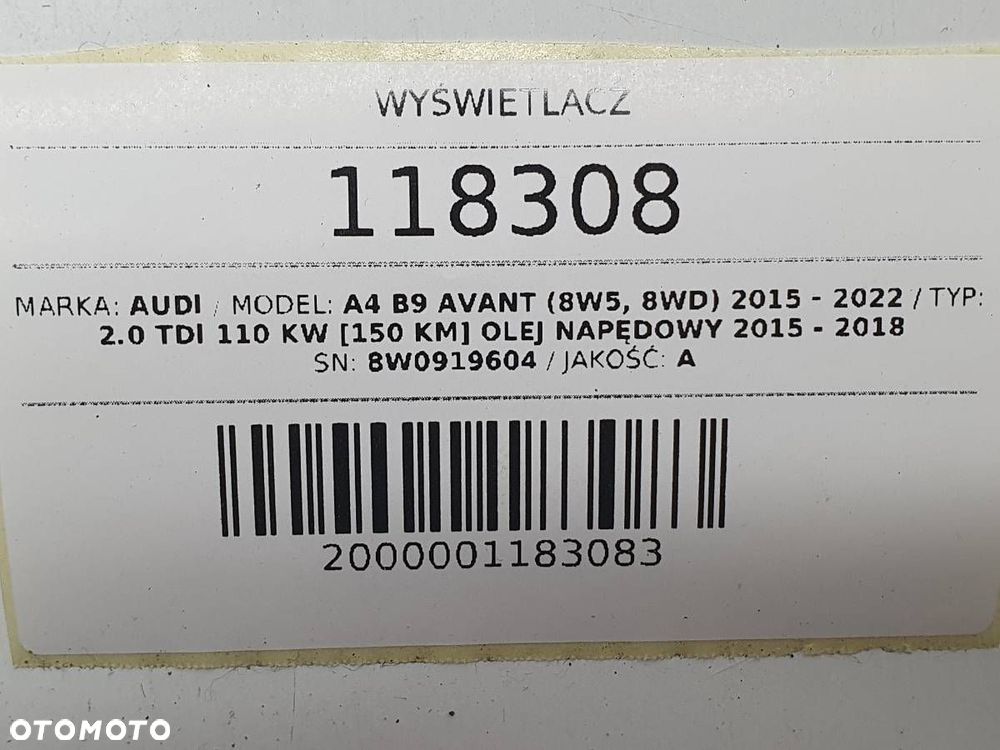 WYŚWIETLACZ
118308
MARKA: AUDI / MODEL: A4 B9 AVANT (8W5, 8WD) 2015 - 2022 / TYP:
2.0 TDI 110 KW [150 KM] OLEJ NAPĘDOWY 2015 - 2018
SN: 8W0919604 / JAKOŚĆ: A
2000001183083
OTOMOTO